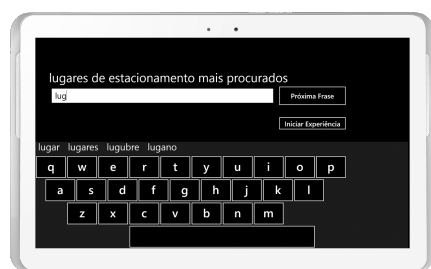 lugares de estacionamento mais procurados
lug
Próxima Frase
Iniciar Experiência
lugar lugares lugubre lugano
q w e r t y u i o p
a s d f g h j k l
z x c v b n m